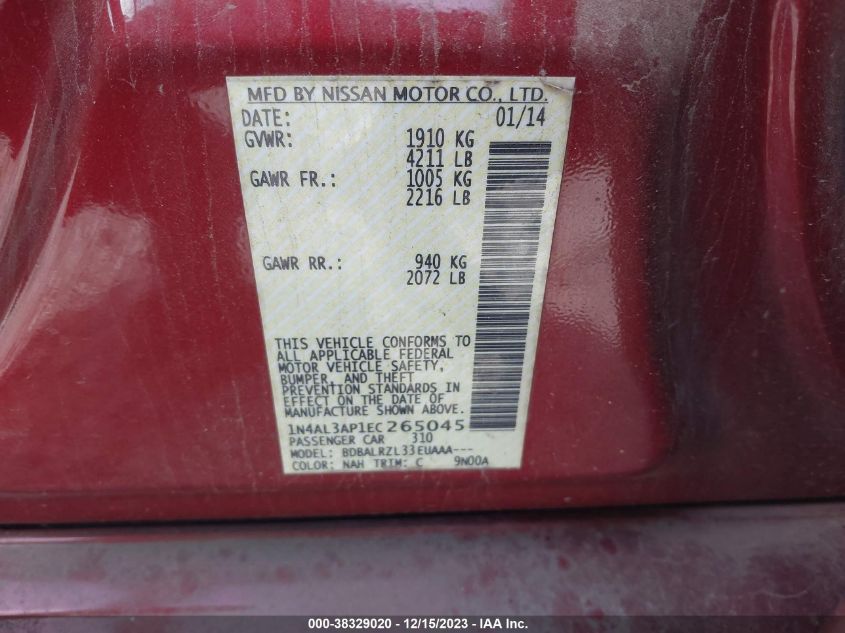 MFD BY NISSAN MOTOR CO., LTD.
DATE: 01/14
GVWR: 1910 KG
4211 LB
GAWR FR.: 1005 KG
2216 LB
GAWR RR.: 940 KG
2072 LB
THIS VEHICLE CONFORMS TO
ALL APPLICABLE FEDERAL
MOTOR VEHICLE SAFETY,
BUMPER, AND THEFT
PREVENTION STANDARDS IN
EFFECT ON THE DATE OF
MANUFACTURE SHOWN ABOVE.
1N4AL3AP1EC265045
PASSENGER CAR 310
MODEL: BDBALRZL33EUAAA---
COLOR: NAH TRIM: C 9N00A
000-38329020 - 12/15/2023 - IAA Inc.